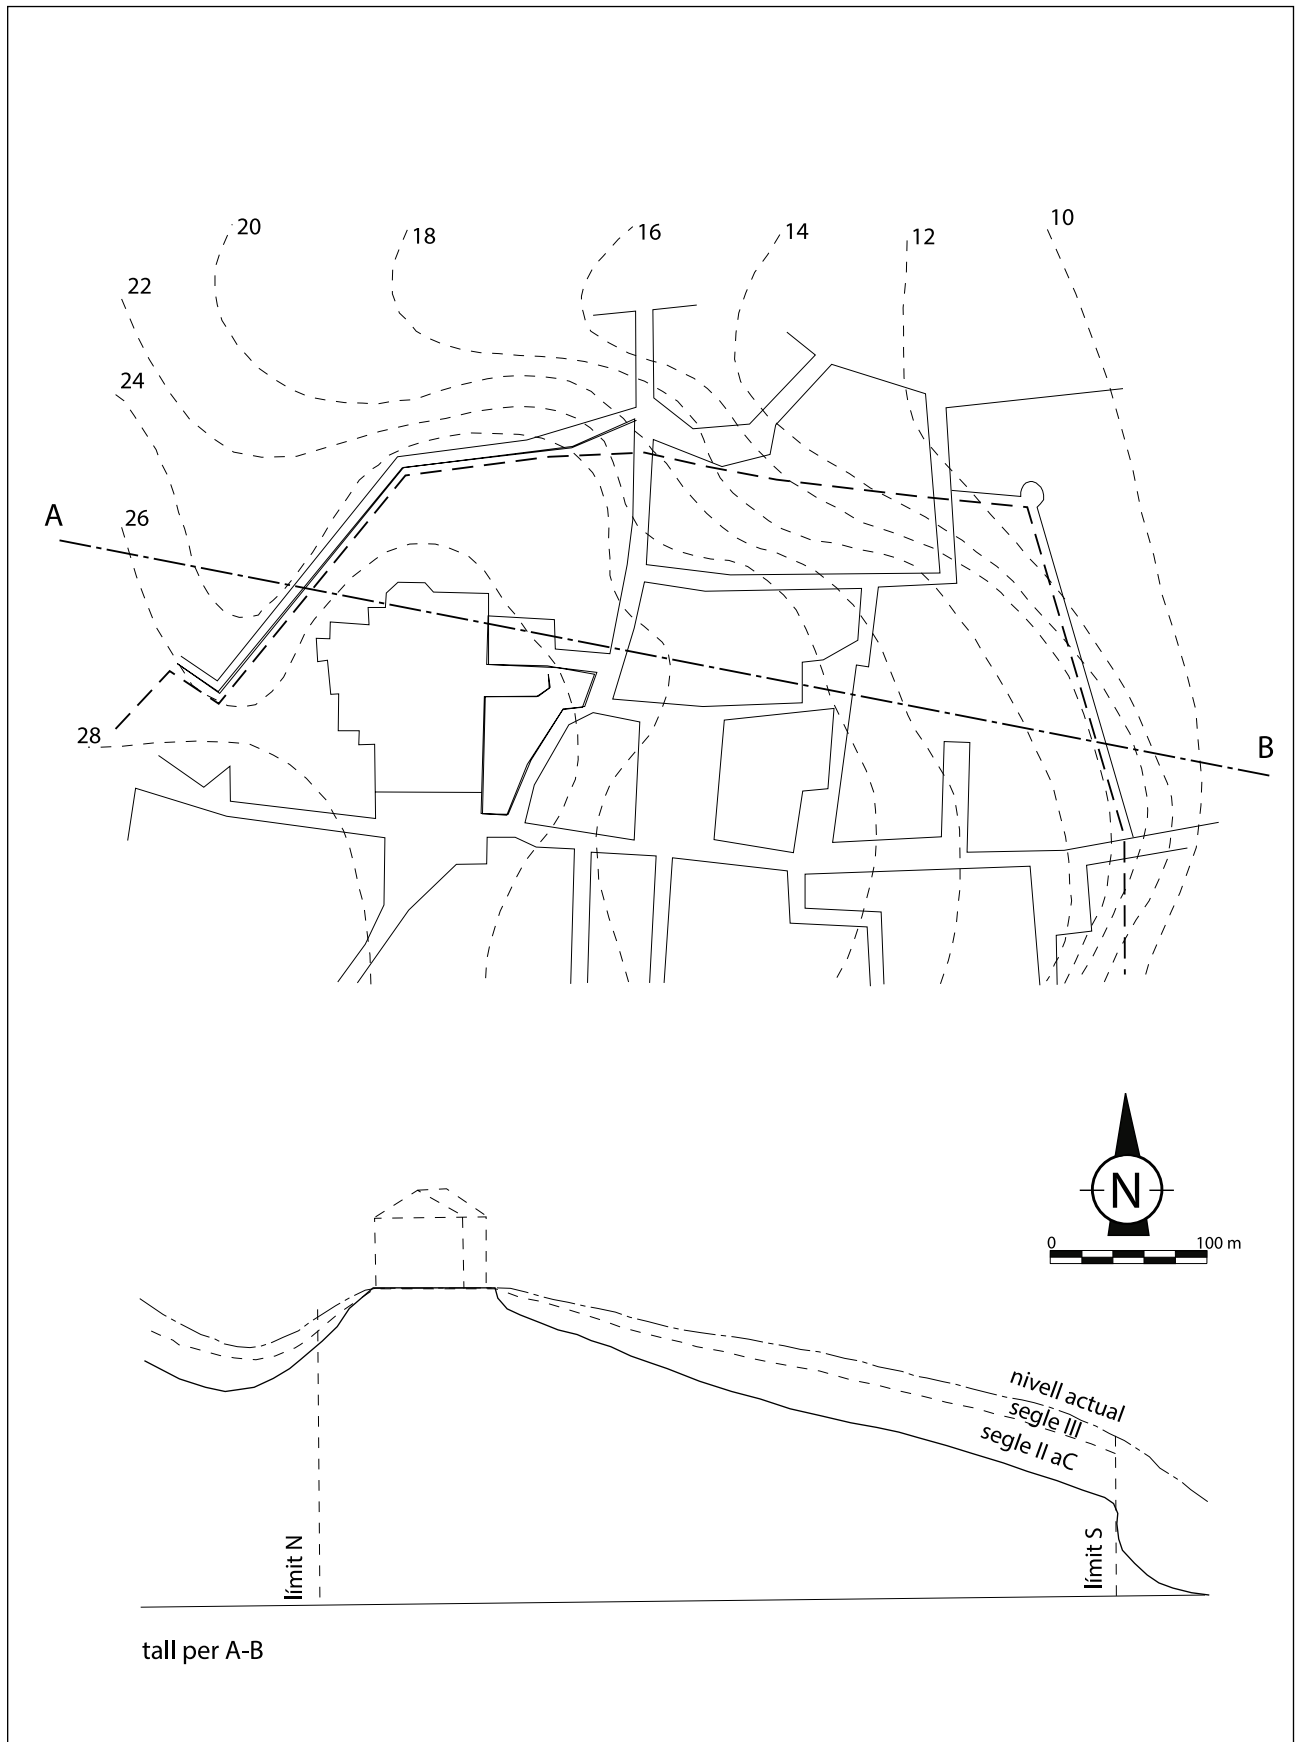 10
20
16
14
18
12
22
24
A
26
28
B
N
0 100 m
nivell actual
segle III
segle II aC
límit N
límit S
tall per A-B